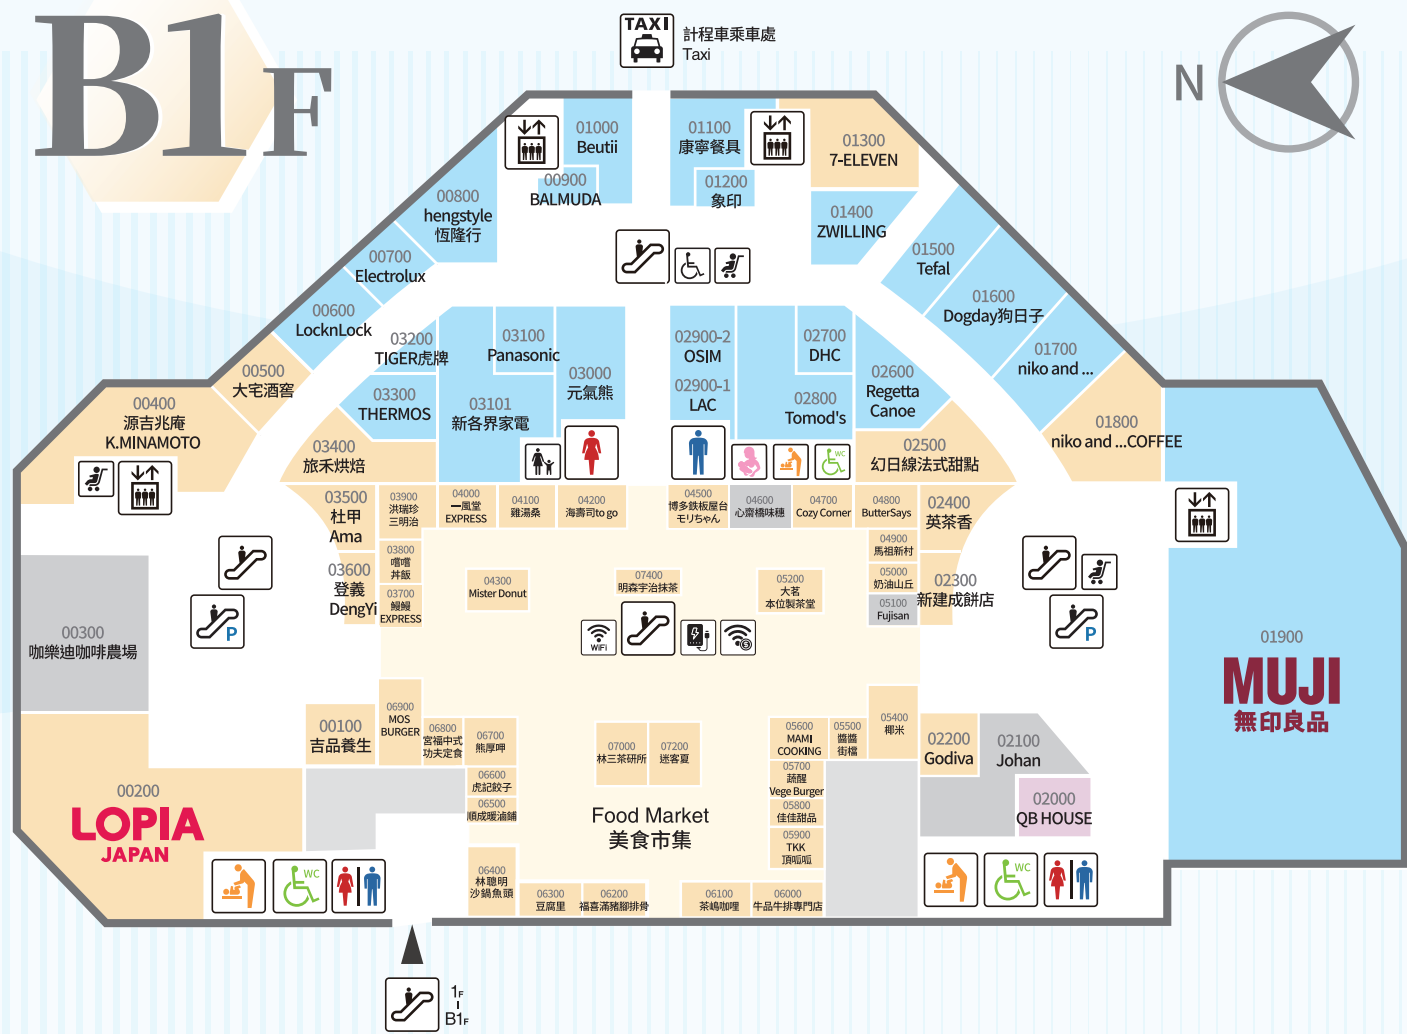 B1F
TAXI
計程車乘車處
Taxi
N
01000
Beutii
00900
BALMUDA
00800
hengstyle
恆隆行
00700
Electrolux
00600
LocknLock
00500
大宅酒窖
00400
源吉兆庵
K.MINAMOTO
01100
康寧餐具
01200
象印
01300
7-ELEVEN
01400
ZWILLING
01500
Tefal
01600
Dogday狗日子
01700
niko and ...
01800
niko and ...COFFEE
03200
TIGER虎牌
03300
THERMOS
03100
Panasonic
03101
新各界家電
03000
元氣熊
02900-2
OSIM
02900-1
LAC
02700
DHC
02800
Tomod's
02600
Regetta
Canoe
03400
旅禾烘焙
02500
幻日線法式甜點
WC
03500
杜甲
Ama
03600
登義
DengYi
03900
洪瑞珍
三明治
03800
嚐嚐
丼飯
03700
鰻鰻
EXPRESS
04000
一風堂
EXPRESS
04100
雞湯桑
04200
海壽司to go
04500
博多鉄板屋台
モリちゃん
04600
心齋橋味穗
04700
Cozy Corner
04800
ButterSays
04900
馬祖新村
05000
奶油山丘
05100
Fujisan
02400
英茶香
02300
新建成餅店
04300
Mister Donut
07400
明森宇治抹茶
05200
大茗
本位製茶堂
WiFi
$
P
P
00300
咖樂迪咖啡農場
01900
MUJI
無印良品
00100
吉品養生
00200
LOPIA
JAPAN
06900
MOS
BURGER
06800
宮福中式
功夫定食
06700
熊厚呷
06600
虎記餃子
06500
順成暖滷鋪
06400
林聰明
沙鍋魚頭
06300
豆腐里
06200
福喜滿豬腳排骨
07000
林三茶研所
07200
迷客夏
Food Market
美食市集
06100
茶嶋咖哩
06000
牛品牛排專門店
05600
MAMI
COOKING
05500
醬醬
街檔
05400
椰米
05700
蔬醒
Vege Burger
05800
佳佳甜品
05900
TKK
頂呱呱
02200
Godiva
02100
Johan
02000
QB HOUSE
WC
WC
1F
B1F